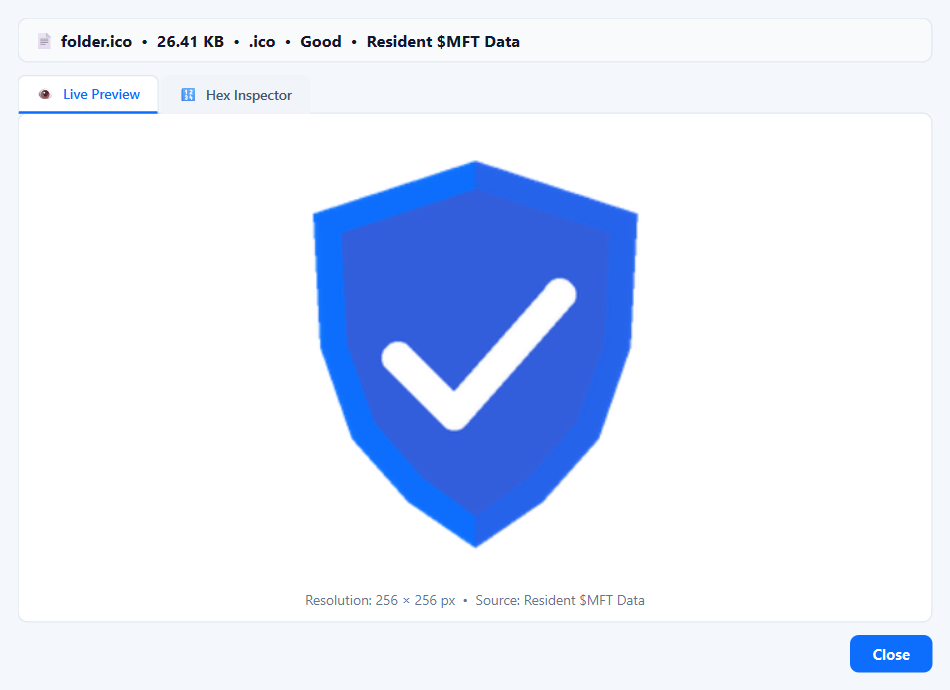 folder.ico • 26.41 KB • .ico • Good • Resident $MFT Data
Live Preview
Hex Inspector
Resolution: 256 × 256 px • Source: Resident $MFT Data
Close